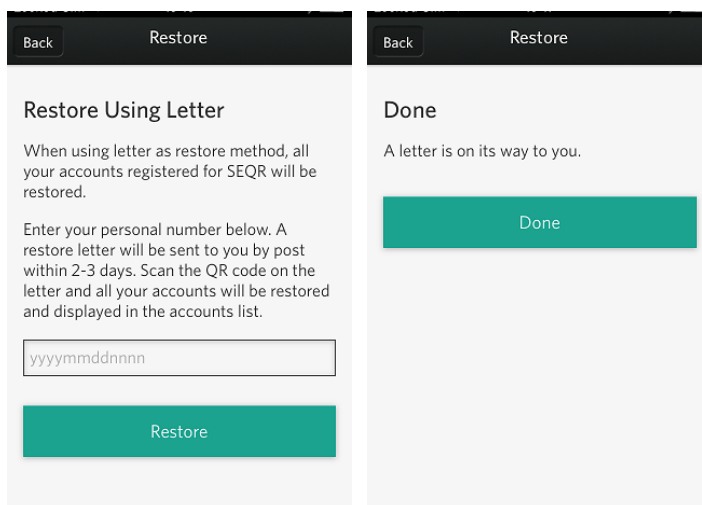 Back
Restore
Restore Using Letter
When using letter as restore method, all
your accounts registered for SEQR will be
restored.
Enter your personal number below. A
restore letter will be sent to you by post
within 2-3 days. Scan the QR code on the
letter and all your accounts will be restored
and displayed in the accounts list.
yyyymmddnnnn
Restore
Back
Restore
Done
A letter is on its way to you.
Done